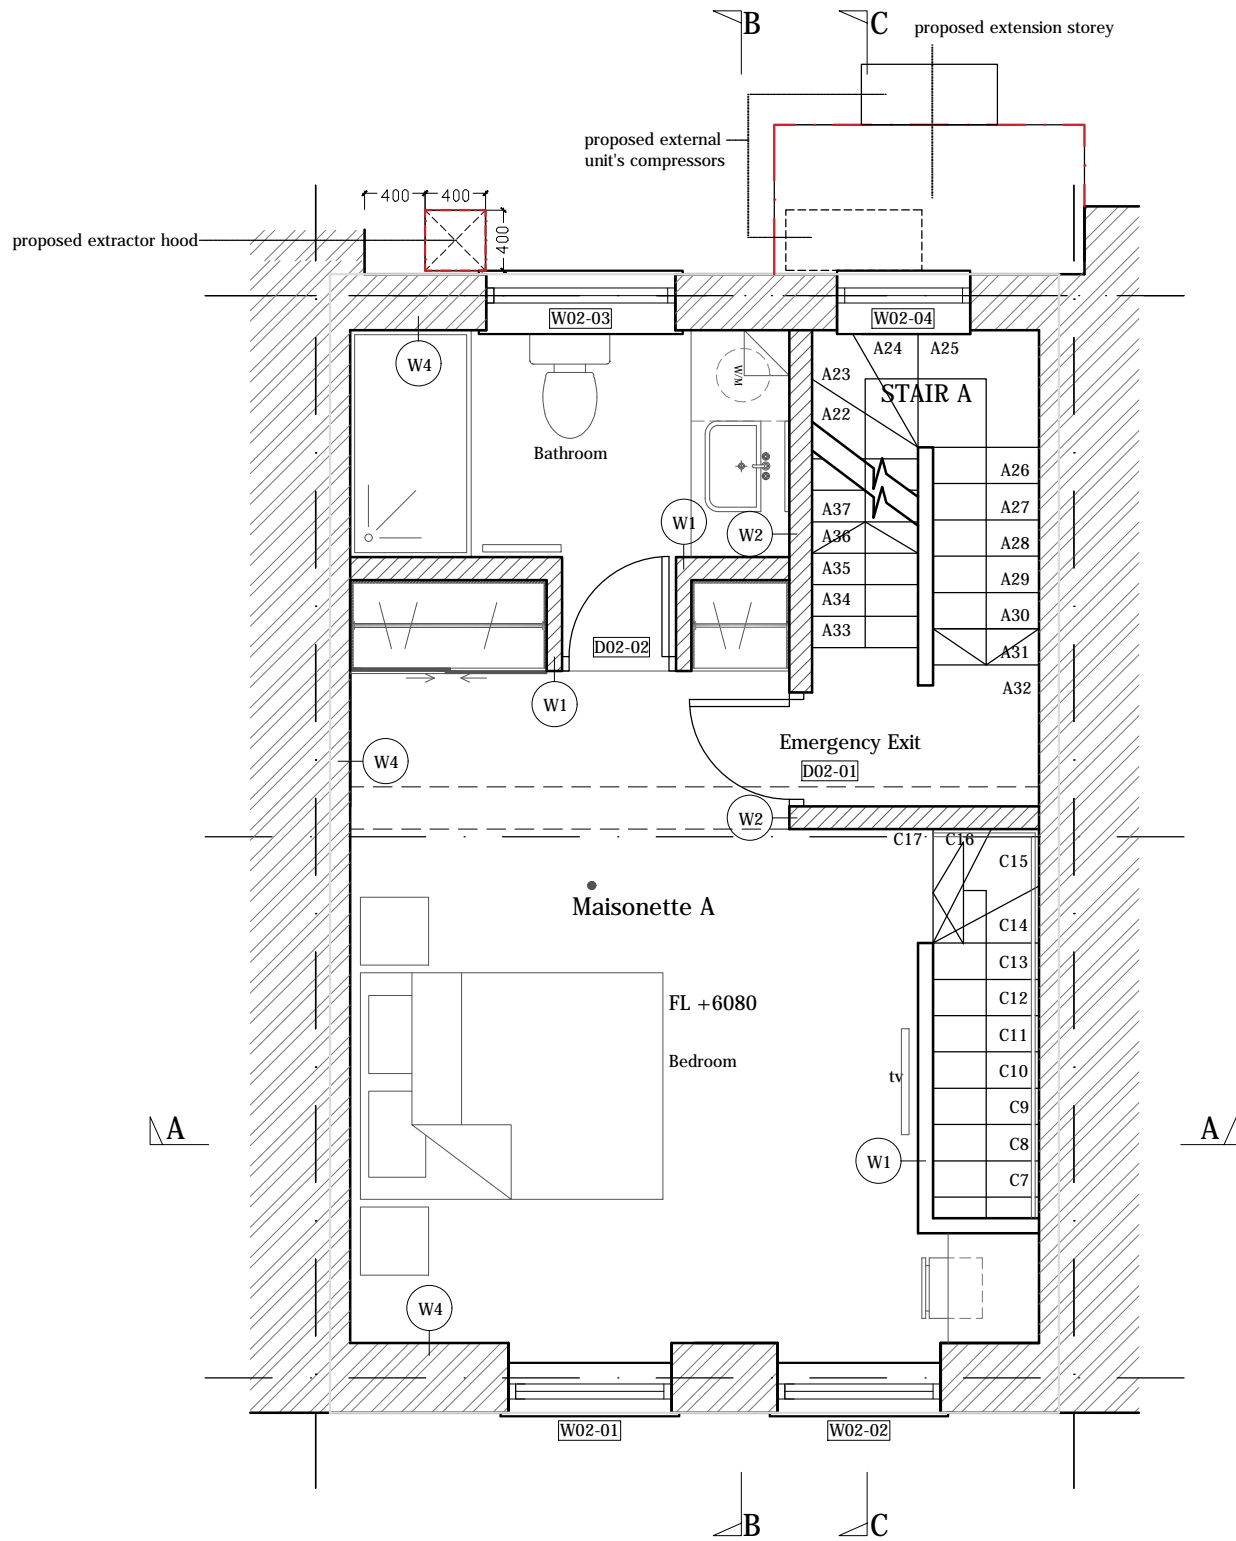 B
C
proposed extension storey
proposed external
unit's compressors
400
400
400
proposed extractor hood
W02-03
W02-04
W4
W/M
A24
A25
A23
STAIR A
A22
Bathroom
A26
A37
A27
W1
W2
A36
A28
A35
A29
A34
A30
A33
D02-02
A31
W1
A32
Emergency Exit
W4
D02-01
W2
C17
C16
C15
Maisonette A
C14
C13
FL +6080
C12
C11
Bedroom
C10
tv
C9
A
A
C8
W1
C7
W4
W02-01
W02-02
B
C